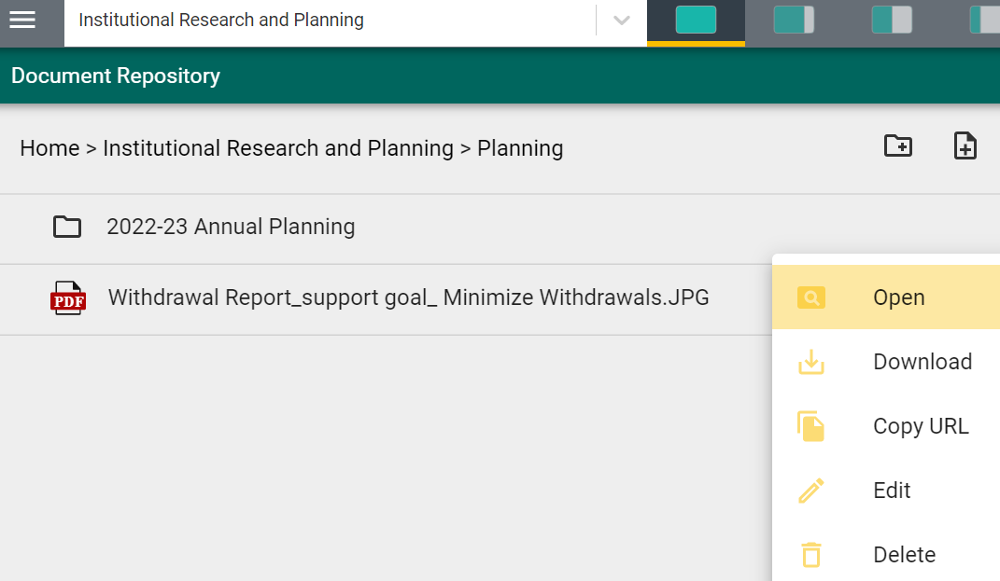 Institutional Research and Planning
Document Repository
Home > Institutional Research and Planning > Planning
2022-23 Annual Planning
PDF
Withdrawal Report_support goal_ Minimize Withdrawals.JPG
Open
Download
Copy URL
Edit
Delete